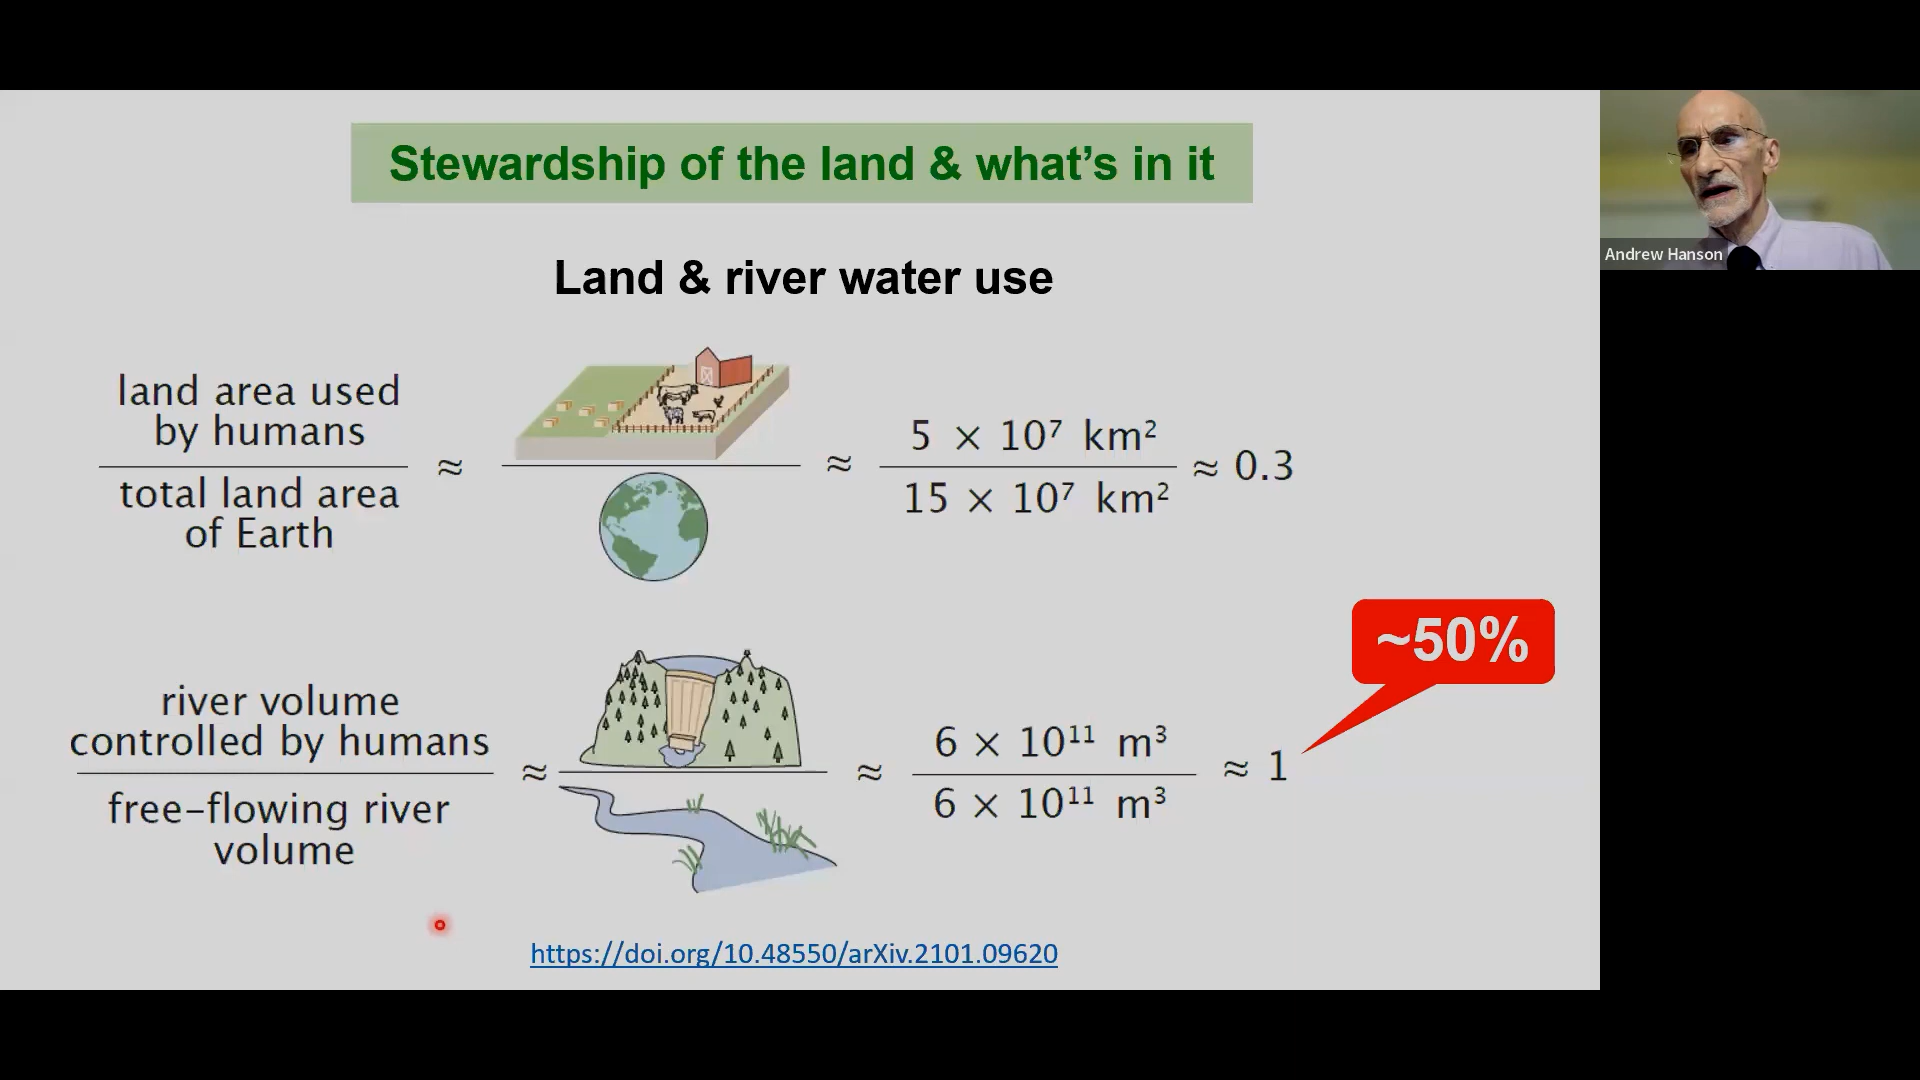 Stewardship of the land & what's in it
Andrew Hanson
Land & river water use
land area used
by humans
total land area
of Earth
≈
≈
5 × 10⁷ km²
15 × 10⁷ km²
≈ 0.3
~50%
river volume
controlled by humans
free-flowing river
volume
≈
≈
6 × 10¹¹ m³
6 × 10¹¹ m³
≈ 1
https://doi.org/10.48550/arXiv.2101.09620